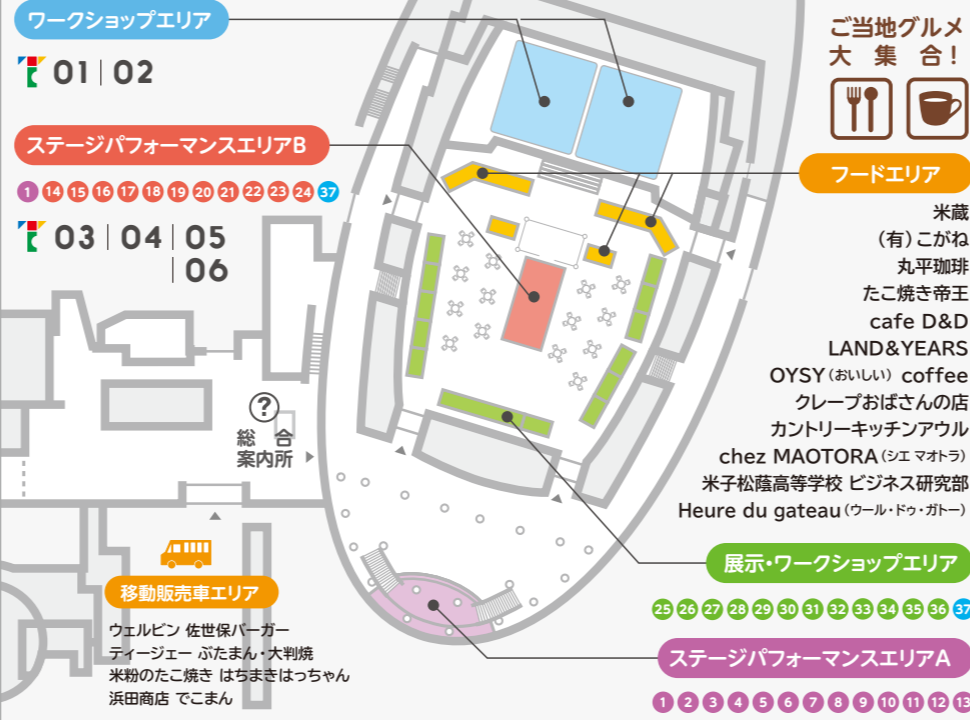 ワークショップエリア
01 | 02
ステージパフォーマンスエリアB
1 14 15 16 17 18 19 20 21 22 23 24 37
03 | 04 | 05
| 06
?
総合
案内所
移動販売車エリア
ウェルビン 佐世保バーガー
ティージェー ぶたまん・大判焼
米粉のたこ焼き はちまきはっちゃん
浜田商店 でこまん
ご当地グルメ
大集合!
フードエリア
米蔵
(有)こがね
丸平珈琲
たこ焼き帝王
cafe D&D
LAND&YEARS
OYSY(おいしい) coffee
クレープおばさんの店
カントリーキッチンアウル
chez MAOTORA(シエ マオトラ)
米子松蔭高等学校 ビジネス研究部
Heure du gateau(ウール・ドゥ・ガトー)
展示・ワークショップエリア
25 26 27 28 29 30 31 32 33 34 35 36 37
ステージパフォーマンスエリアA
1 2 3 4 5 6 7 8 9 10 11 12 13